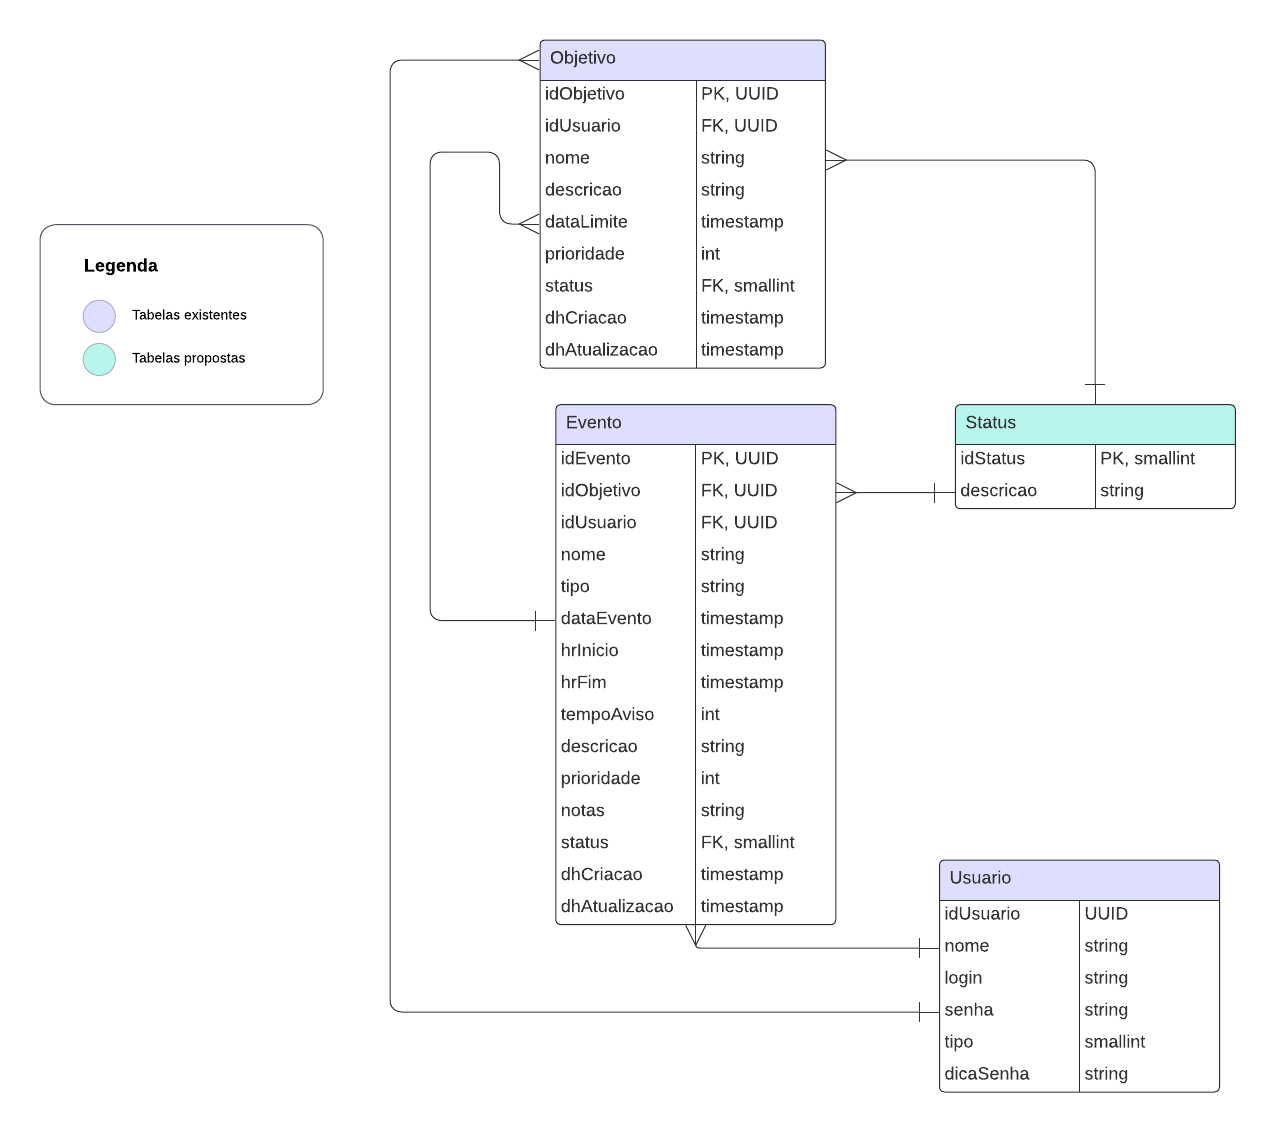 Objetivo
idObjetivo PK, UUID
idUsuario FK, UUID
nome string
descricao string
dataLimite timestamp
prioridade int
status FK, smallint
dhCriacao timestamp
dhAtualizacao timestamp
Legenda
Tabelas existentes
Tabelas propostas
Evento
idEvento PK, UUID
idObjetivo FK, UUID
idUsuario FK, UUID
nome string
tipo string
dataEvento timestamp
hrInicio timestamp
hrFim timestamp
tempoAviso int
descricao string
prioridade int
notas string
status FK, smallint
dhCriacao timestamp
dhAtualizacao timestamp
Status
idStatus PK, smallint
descricao string
Usuario
idUsuario UUID
nome string
login string
senha string
tipo smallint
dicaSenha string